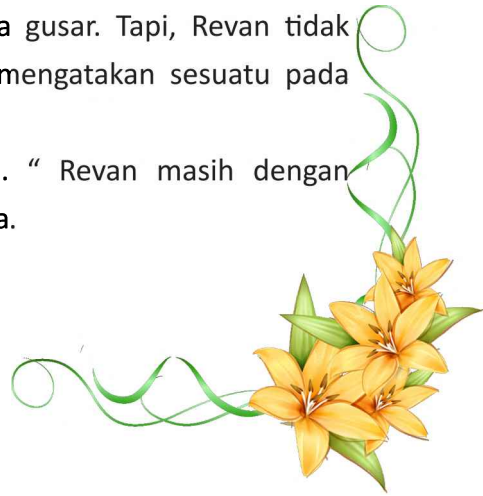 a gusar. Tapi, Revan tidak
mengatakan sesuatu pada
. “ Revan masih dengan
a.